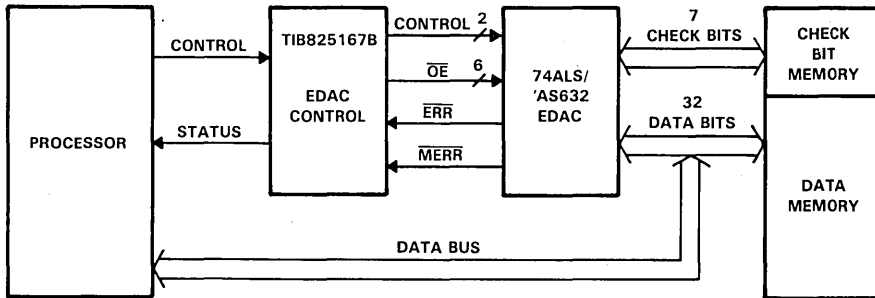 PROCESSOR
CONTROL
STATUS
TIB825167B
EDAC
CONTROL
CONTROL 2
OE 6
ERR
MERR
74ALS/
'AS632
EDAC
7
CHECK BITS
32
DATA BITS
CHECK
BIT
MEMORY
DATA
MEMORY
DATA BUS